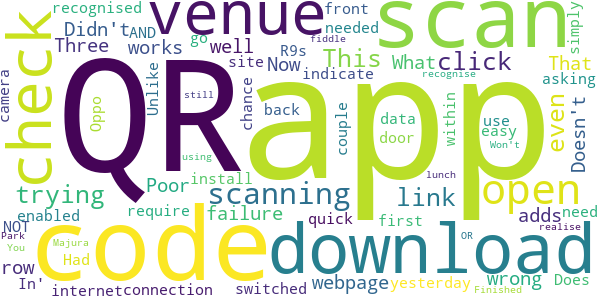 recognised
venue
front
scan
simply
Didn't AND
needed
Three
works
go
R9s
fiddle
recognise
Unlike
well
site
Now
This
What
click
That
asking
camera
check
QR
app
Oppo
chance
indicate
couple
within
even
Doesn't
still
back
data
door
use
easy
Won't
using
trying
Poor
install
scanning
lunch
link
open
enabled
require
failure
quick
first
adds
need
NOT
code
download
OR
realise
Park
Majura
You
Had
row
In'
internet
connection
switched
webpage
yesterday
wrong
Does
Finished